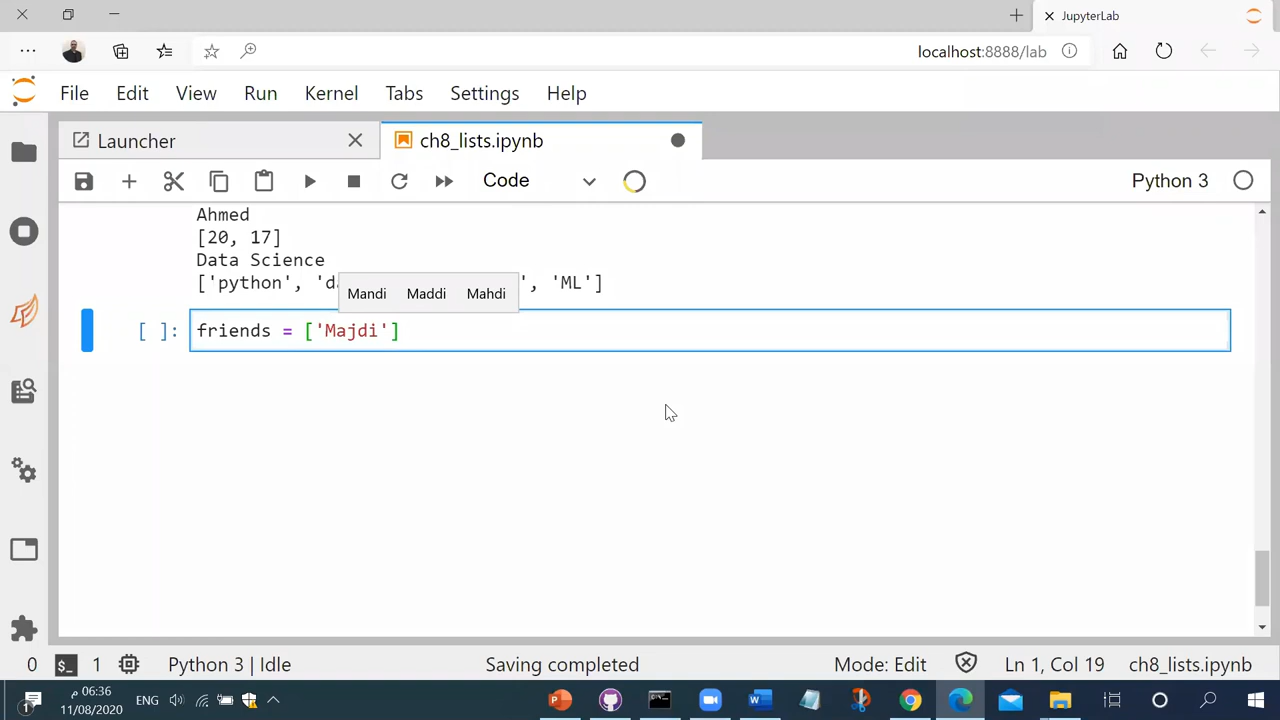 JupyterLab
localhost:8888/lab
File Edit View Run Kernel Tabs Settings Help
Launcher
ch8_lists.ipynb
Code
Python 3
Ahmed
[20, 17]
Data Science
['python', 'd
', 'ML']
Mandi Maddi Mahdi
[ ]: friends = ['Majdi']
0 $_ 1 Python 3 | Idle Saving completed Mode: Edit Ln 1, Col 19 ch8_lists.ipynb
1
ENG
06:36 م
11/08/2020